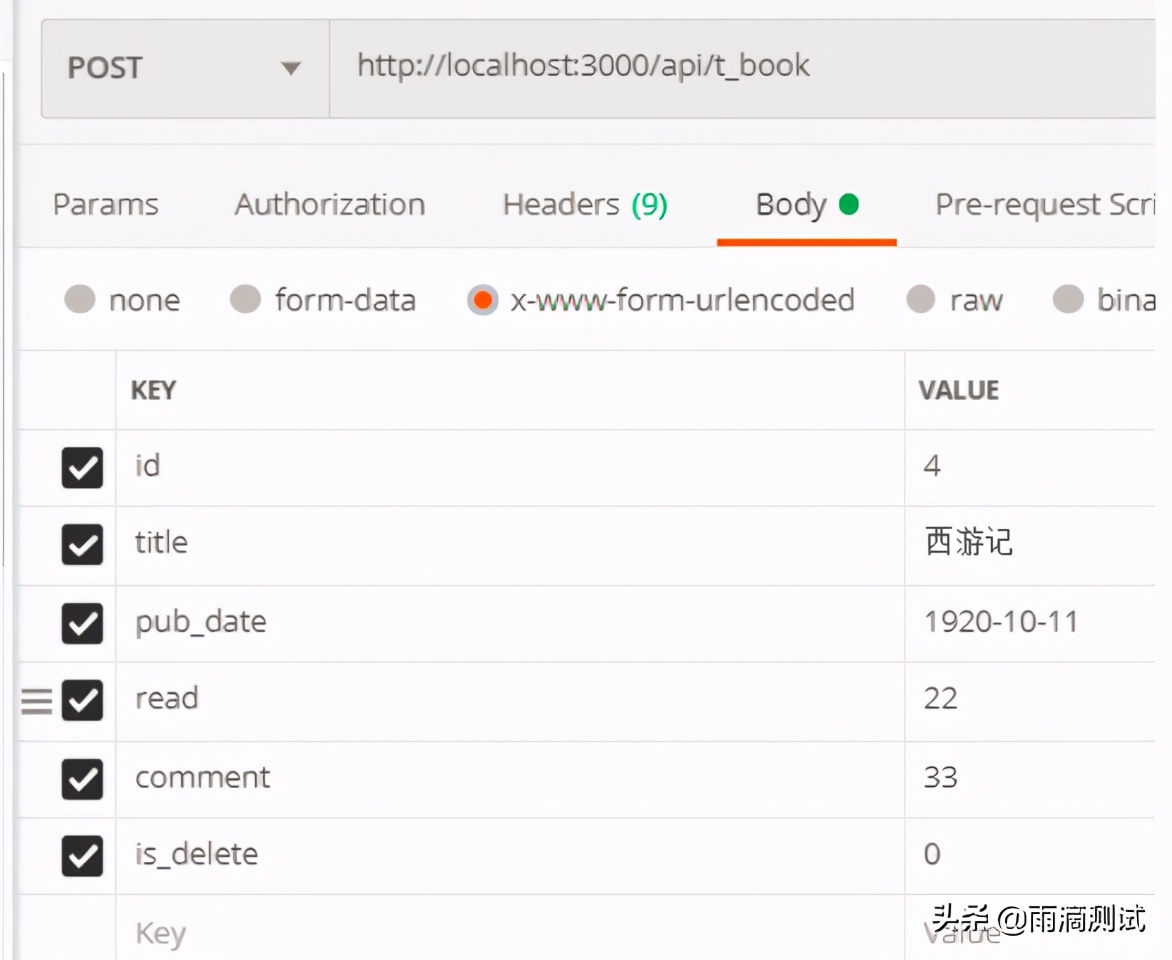 POST http://localhost:3000/api/t_book
Params Authorization Headers (9) Body Pre-request Scri
none form-data x-www-form-urlencoded raw bina
KEY VALUE
id 4
title 西游记
pub_date 1920-10-11
read 22
comment 33
is_delete 0
Key Value
头条 @雨滴测试